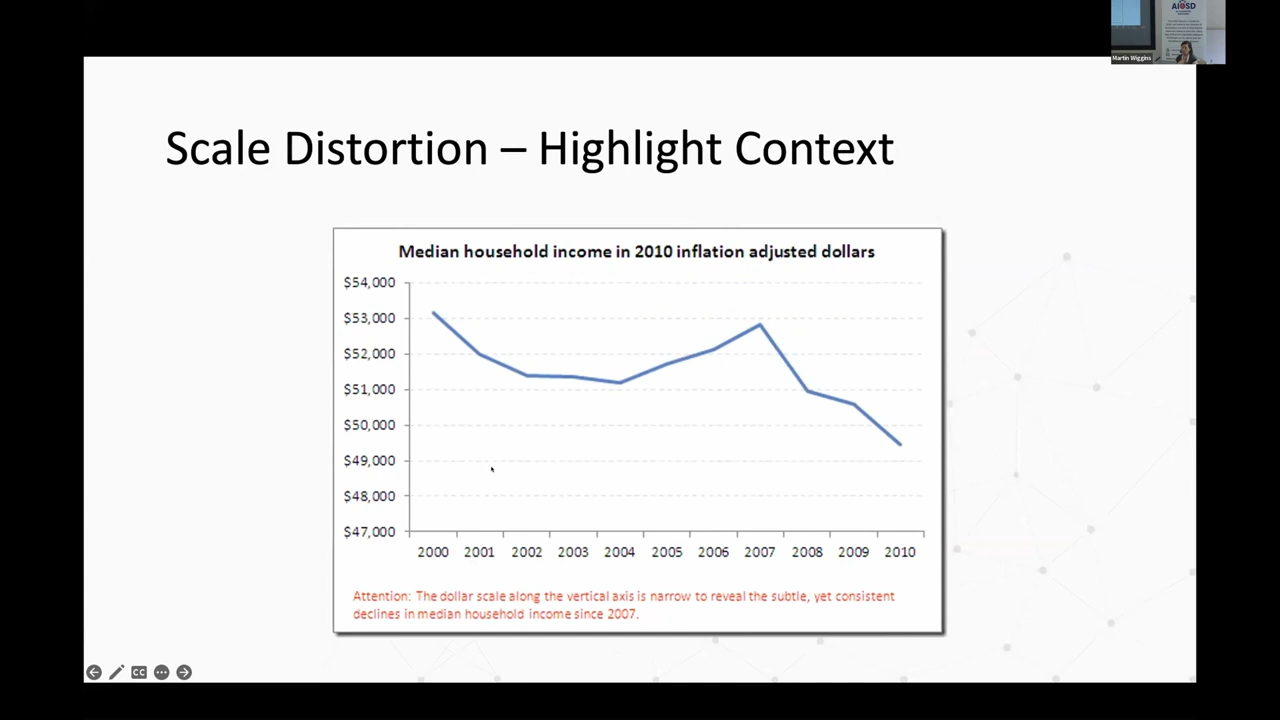 AIOSD
Martin Wiggins
Scale Distortion – Highlight Context
Median household income in 2010 inflation adjusted dollars
$54,000
$53,000
$52,000
$51,000
$50,000
$49,000
$48,000
$47,000
2000 2001 2002 2003 2004 2005 2006 2007 2008 2009 2010
Attention: The dollar scale along the vertical axis is narrow to reveal the subtle, yet consistent
declines in median household income since 2007.
CC